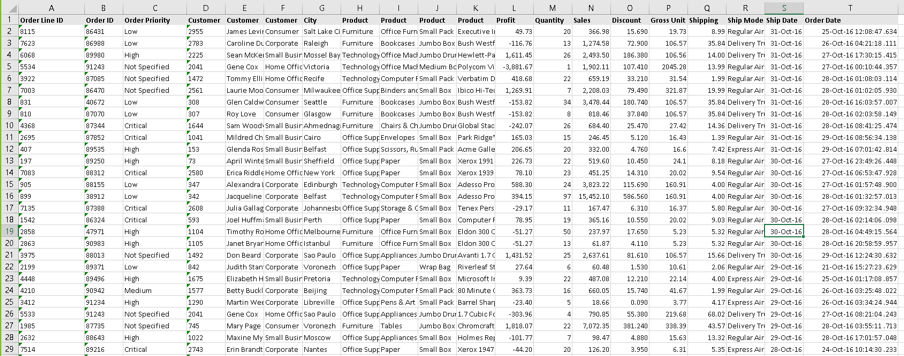 A B C D E F G H I J K L M N O P Q R S T
1 Order Line ID Order ID Order Priority Customer Customer Customer City Product Product Product Product Profit Quantity Sales Discount Gross Unit Shipping Ship Mode Ship Date Order Date
2 8115 86431 Low 2955 James Levi Consumer Salt Lake Ci Furniture Office Furn Small Pack Executive I 49.73 20 366.98 15.690 19.73 8.99 Regular Air 31-Oct-16 25-Oct-16 12:08:47.634
3 7623 86988 Low 2783 Caroline Du Corporate Raleigh Furniture Bookcases Jumbo Box Bush Westf -116.76 13 1,274.58 72.900 106.57 35.84 Delivery Tr 31-Oct-16 26-Oct-16 04:21:18.111
4 6068 89980 High 2225 Sean McKe Small Busi Mossel Bay Technology Office Mad Jumbo Dru Hewlett-Pa 1,611.45 26 2,493.50 186.380 106.56 14.00 Delivery Tr 31-Oct-16 27-Oct-16 17:30:15.415
5 5534 91243 Not Specified 2041 Gene Cox Home Offic Victoria Technology Office Mad Medium Bo Polycom Vi -3,881.67 1 1,902.11 107.410 2045.28 13.99 Regular Air 31-Oct-16 27-Oct-16 00:10:44.357
6 3922 87085 Not Specified 1472 Tommy Elli Home Offic Recife Technology Computer P Small Pack Verbatim D 418.68 22 659.19 33.210 31.54 1.99 Regular Air 31-Oct-16 28-Oct-16 01:08:03.114
7 7003 86470 Not Specified 2561 Laurie Moo Consumer Milwaukee Office Supp Binders and Small Box Ibico Hi-Tec 1,269.91 7 2,208.03 79.490 321.87 19.99 Regular Air 31-Oct-16 28-Oct-16 01:02:05.930
8 831 40672 Low 308 Glen Caldw Consumer Seattle Furniture Bookcases Jumbo Box Bush Westf -153.82 34 3,478.44 180.740 106.57 35.84 Delivery Tr 31-Oct-16 28-Oct-16 16:03:57.007
9 810 87070 Low 307 Roy Love Consumer Glasgow Furniture Bookcases Jumbo Box Bush Westf -153.82 8 818.46 37.840 106.57 35.84 Delivery Tr 31-Oct-16 28-Oct-16 02:03:58.149
10 4368 87344 Critical 1644 Sam Wood Small Busi Ahmednaga Furniture Chairs & Ch Jumbo Dru Global Stac -242.07 26 684.40 25.470 27.42 14.36 Delivery Tr 31-Oct-16 28-Oct-16 08:41:25.474
11 2695 87852 Critical 1041 Mildred Ch Small Busi Cairo Office Supp Envelopes Small Box Park Ridge 165.03 15 246.45 5.120 16.43 1.39 Regular Air 31-Oct-16 29-Oct-16 08:56:34.138
12 407 89535 High 153 Glenda Bur Small Busi Belfast Office Supp Scissors, Ru Small Pack Acme Galle 206.65 20 332.00 4.760 16.6 7.42 Express Air 31-Oct-16 29-Oct-16 07:01:42.814
13 197 89250 High 73 April Winte Small Busi Sheffield Office Supp Paper Small Box Xerox 1991 226.73 22 519.60 10.450 24.1 8.18 Regular Air 30-Oct-16 27-Oct-16 23:49:26.448
14 7083 88312 Critical 2594 Erica Riddle Home Offic New York Office Supp Paper Small Box Xerox 1939 78.10 23 451.25 14.310 20.02 9.54 Regular Air 30-Oct-16 27-Oct-16 06:53:47.928
15 905 88155 Low 347 Alexandra L Corporate Edinburgh Technology Computer P Small Box Adesso Pro 588.30 24 3,823.22 115.690 160.91 4.00 Regular Air 30-Oct-16 27-Oct-16 01:57:48.900
16 899 38912 Low 342 Jacqueline Corporate Belfast Technology Computer P Small Box Adesso Pro 394.15 97 15,452.10 586.560 160.91 4.00 Regular Air 30-Oct-16 28-Oct-16 01:32:57.013
17 7135 87388 Critical 2608 Julia Gallag Corporate Johannesb Office Supp Storage & O Small Box Tenex Pers -29.17 11 167.47 6.310 16.37 5.80 Regular Air 30-Oct-16 27-Oct-16 09:32:34.948
18 1542 86324 Critical 593 Joel Huffm Small Busi Perth Office Supp Paper Small Box Computer P 78.95 19 365.16 10.550 20.02 9.03 Regular Air 30-Oct-16 28-Oct-16 02:14:06.098
19 2858 47971 High 1104 Timothy Ro Home Offic Melbourne Furniture Office Furn Small Box Eldon 300 C -51.27 50 237.97 17.650 5.23 5.32 Regular Air 30-Oct-16 28-Oct-16 04:49:15.564
20 2863 90983 High 1105 Janet Bryan Home Offic Istanbul Furniture Office Furn Small Box Eldon 300 C -51.27 13 61.87 4.110 5.23 5.32 Regular Air 30-Oct-16 28-Oct-16 20:58:59.957
21 3975 88013 Not Specified 1492 Don Beard Corporate Sao Paulo Office Supp Appliances Jumbo Dru Avanti 1.7 C 1,431.52 25 2,637.61 81.610 106.57 15.66 Delivery Tr 30-Oct-16 29-Oct-16 12:24:30.632
22 2199 89371 Low 842 Judith Stan Corporate Voronezh Office Supp Paper Wrap Bag Riverleaf St 27.64 6 60.48 1.530 10.61 2.06 Regular Air 29-Oct-16 21-Oct-16 15:27:23.629
23 4448 89496 High 1675 Elizabeth H Small Busi Pretoria Technology Computer P Small Box Microsoft N 9.39 22 487.08 12.210 22.14 4.00 Express Air 29-Oct-16 25-Oct-16 01:17:08.857
24 4210 90942 Medium 1577 Betty Buckl Corporate Beijing Technology Computer P Small Pack 80 Minute C 363.73 16 660.05 15.740 41.67 1.99 Regular Air 29-Oct-16 26-Oct-16 03:25:48.022
25 3412 91234 High 1290 Martin Wee Corporate Libreville Office Supp Pens & Art Small Pack Barrel Shar -23.40 5 18.66 0.090 3.77 4.17 Express Air 29-Oct-16 26-Oct-16 03:34:24.944
26 5533 91243 Not Specified 2041 Gene Cox Home Offic Sao Paulo Office Supp Appliances Jumbo Dru 1.7 Cubic Fo -303.96 4 790.85 55.380 219.68 68.02 Express Air 29-Oct-16 27-Oct-16 08:21:04.243
27 1985 87735 Not Specified 745 Mary Page Consumer Voronezh Furniture Tables Jumbo Box Chromcraft 1,818.07 22 7,072.35 381.240 338.39 43.57 Delivery Tr 29-Oct-16 28-Oct-16 03:55:11.713
28 2632 88643 High 1022 Maxine My Small Busi Moscow Office Supp Appliances Small Box Holmes Rep -101.77 7 98.47 4.880 15.63 13.32 Regular Air 29-Oct-16 28-Oct-16 17:01:57.048
29 7514 89216 Critical 2743 Erin Brandt Corporate Nantes Office Supp Paper Small Box Xerox 1947 -44.20 20 126.20 3.950 6.31 5.35 Express Air 28-Oct-16 24-Oct-16 10:14:30.233